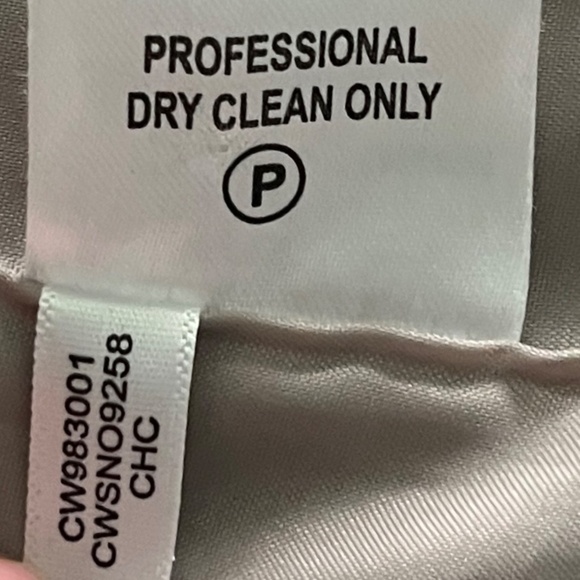 PROFESSIONAL
DRY CLEAN ONLY
P
CW983001
CWSNO9258
CHC